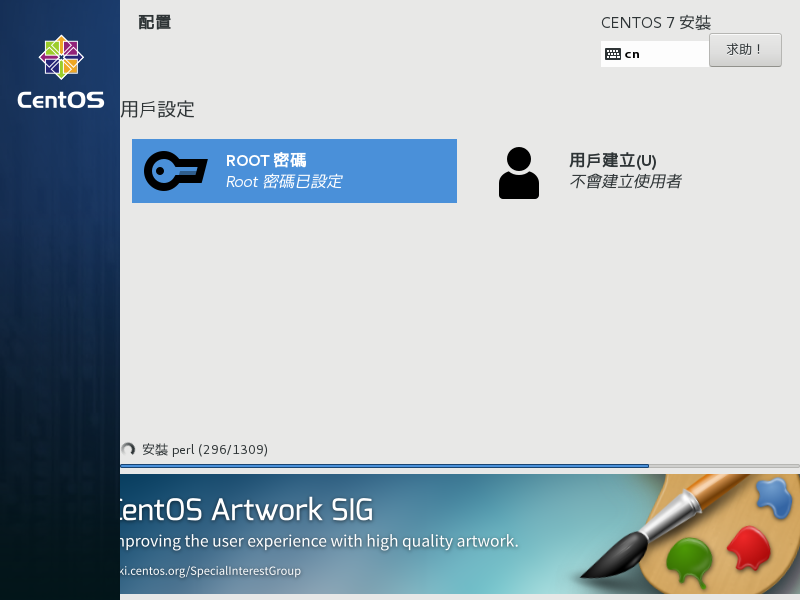 CentOS
配置
CENTOS 7 安裝
cn
求助！
用戶設定
ROOT 密碼
Root 密碼已設定
用戶建立(U)
不會建立使用者
安裝 perl (296/1309)
entOS Artwork SIG
proving the user experience with high quality artwork.
ki.centos.org/SpecialInterestGroup